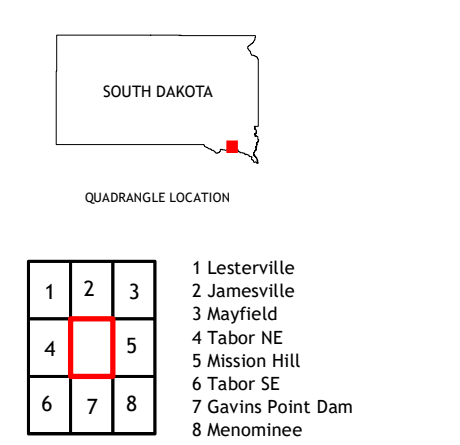 SOUTH DAKOTA
QUADRANGLE LOCATION
1 2 3
4 5
6 7 8
1 Lesterville
2 Jamesville
3 Mayfield
4 Tabor NE
5 Mission Hill
6 Tabor SE
7 Gavins Point Dam
8 Menominee